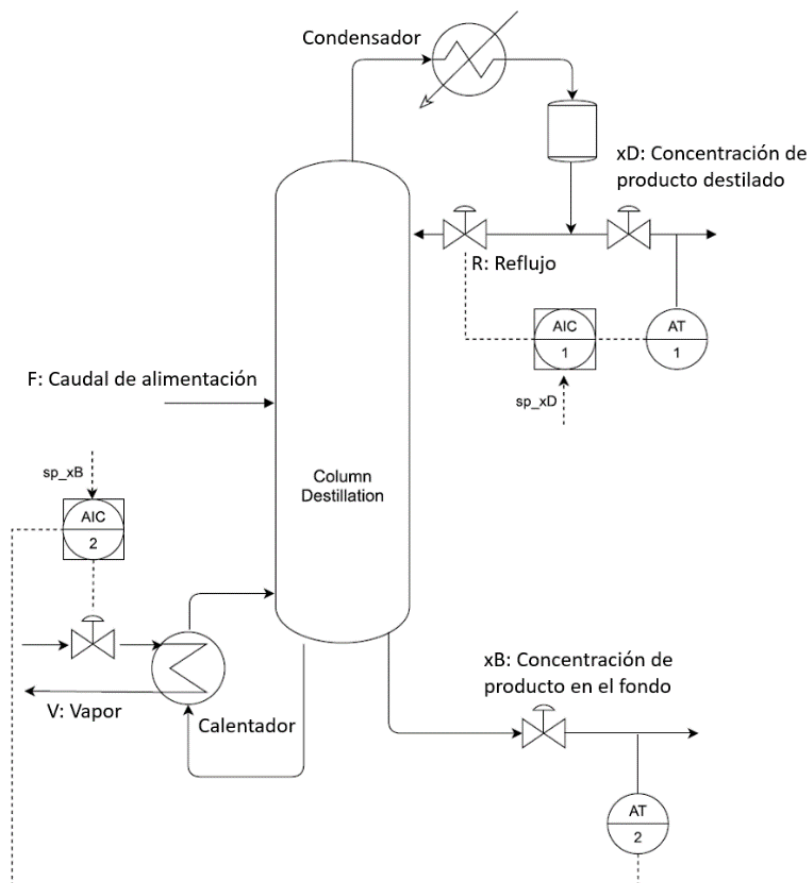 Condensador
xD: Concentración de
producto destilado
R: Reflujo
AIC
1
AT
1
sp_xD
F: Caudal de alimentación
Column
Destillation
sp_xB
AIC
2
V: Vapor
Calentador
xB: Concentración de
producto en el fondo
AT
2